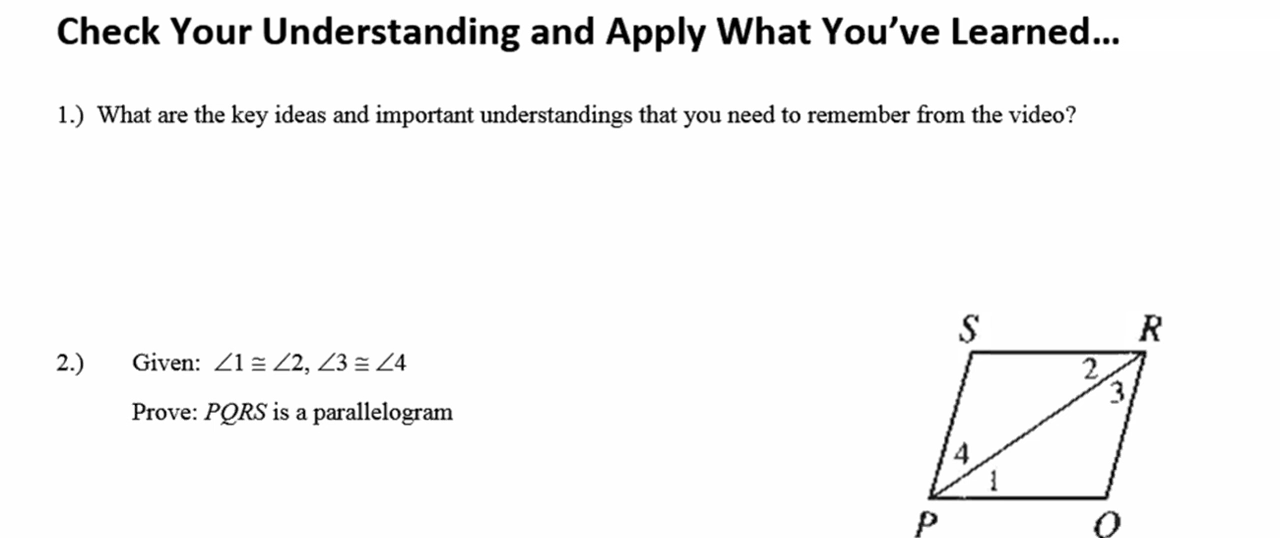 Check Your Understanding and Apply What You’ve Learned...
1.) What are the key ideas and important understandings that you need to remember from the video?
2.) Given: ∠1 ≅ ∠2, ∠3 ≅ ∠4
Prove: PQRS is a parallelogram
S R
2
3
4
1
P Q